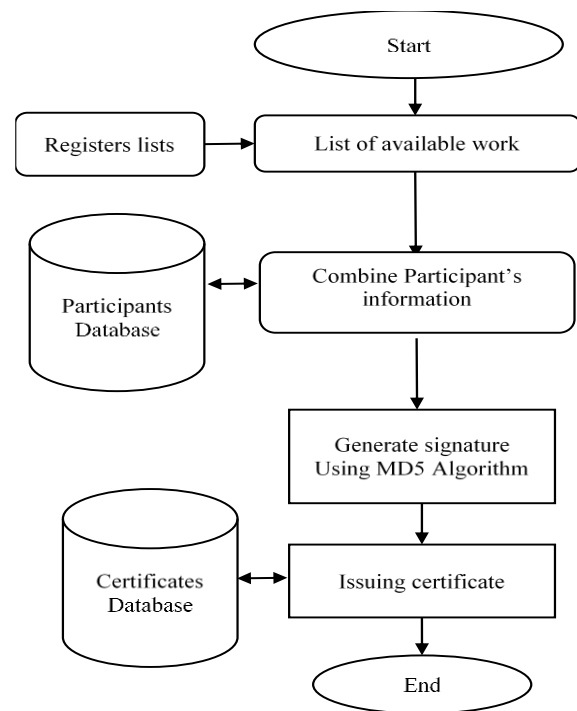 Start
Registers lists
List of available work
Participants
Database
Combine Participant's
information
Generate signature
Using MD5 Algorithm
Certificates
Database
Issuing certificate
End